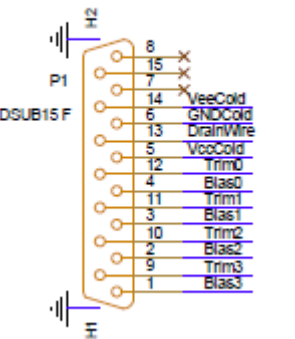 H2
8
15
P1
7
14 VeeCold
DSUB15 F
6 GNDCold
13 DrainWire
5 VccCold
12 Trim0
4 Bias0
11 Trim1
3 Bias1
10 Trim2
2 Bias2
9 Trim3
1 Bias3
H1